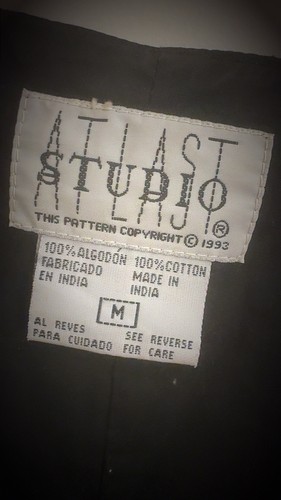 ATLAST
STUDIO®
THIS PATTERN COPYRIGHT © 1993
100% ALGODÓN
FABRICADO
EN INDIA
100% COTTON
MADE IN
INDIA
M
AL REVES
PARA CUIDADO
SEE REVERSE
FOR CARE